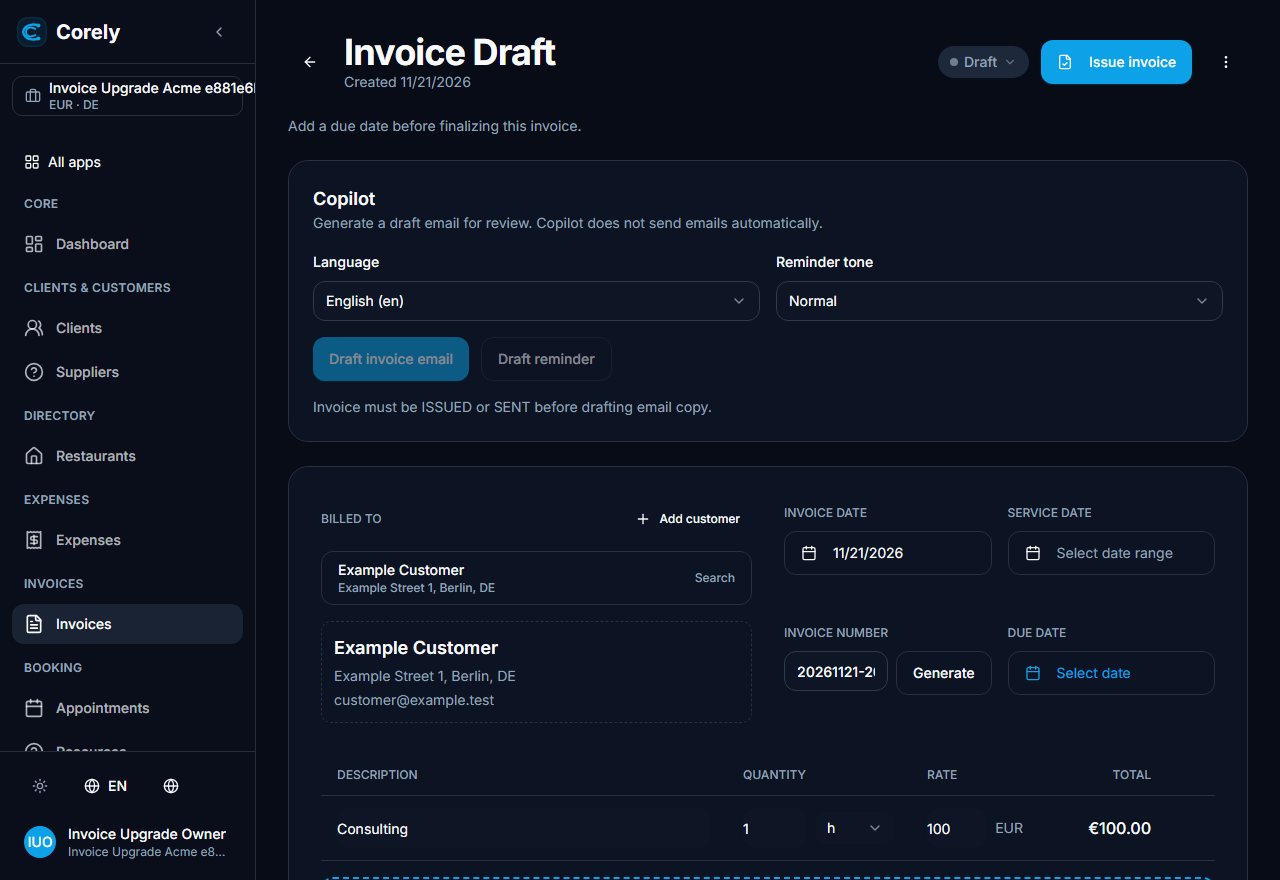 Corely
Invoice Upgrade Acme e881e6
EUR · DE
All apps
CORE
Dashboard
CLIENTS & CUSTOMERS
Clients
Suppliers
DIRECTORY
Restaurants
EXPENSES
Expenses
INVOICES
Invoices
BOOKING
Appointments
Resources
EN
IUO
Invoice Upgrade Owner
Invoice Upgrade Acme e8...
Invoice Draft
Created 11/21/2026
Draft
Issue invoice
Add a due date before finalizing this invoice.
Copilot
Generate a draft email for review. Copilot does not send emails automatically.
Language
Reminder tone
English (en)
Normal
Draft invoice email
Draft reminder
Invoice must be ISSUED or SENT before drafting email copy.
BILLED TO
Add customer
Example Customer
Example Street 1, Berlin, DE
Search
Example Customer
Example Street 1, Berlin, DE
customer@example.test
INVOICE DATE
SERVICE DATE
11/21/2026
Select date range
INVOICE NUMBER
DUE DATE
20261121-2
Generate
Select date
DESCRIPTION QUANTITY RATE TOTAL
Consulting 1 h 100 EUR €100.00